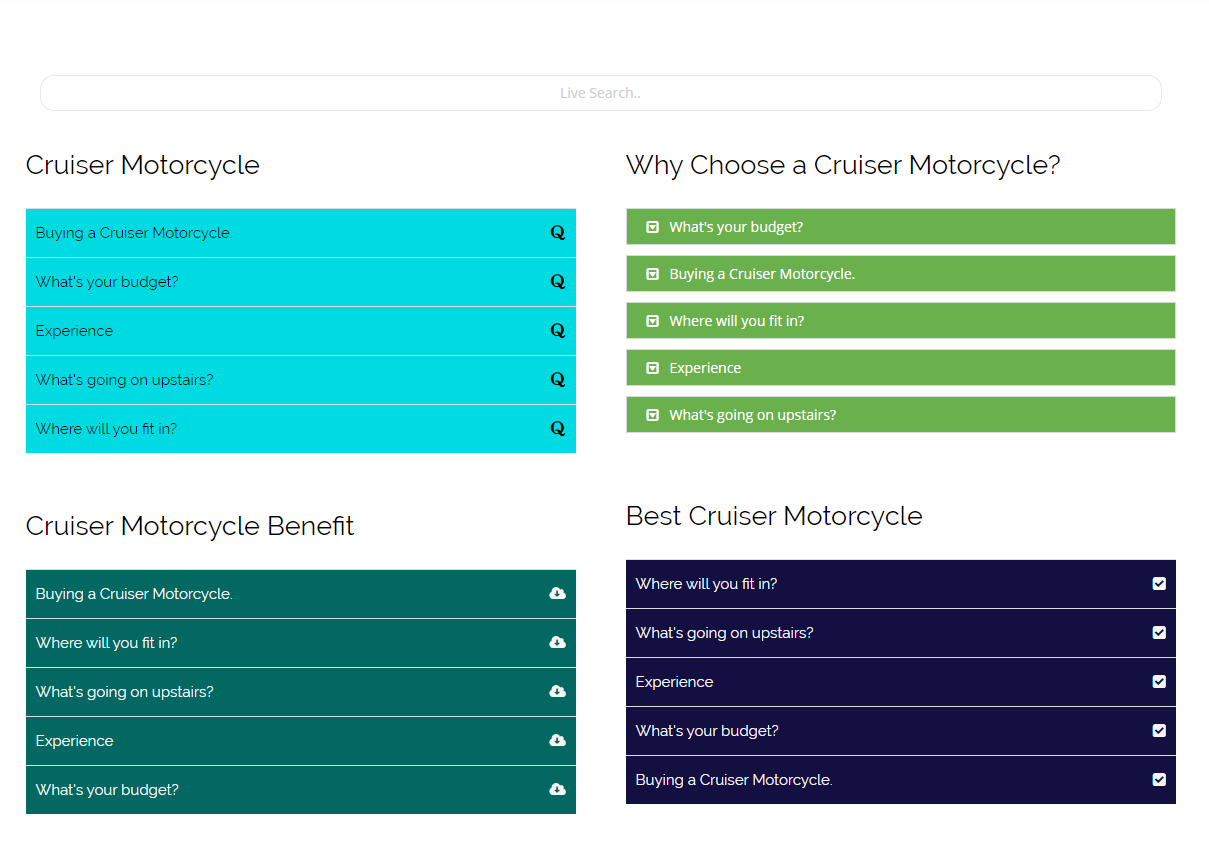 Live Search..
Cruiser Motorcycle
Buying a Cruiser Motorcycle.
What's your budget?
Experience
What's going on upstairs?
Where will you fit in?
Why Choose a Cruiser Motorcycle?
What's your budget?
Buying a Cruiser Motorcycle.
Where will you fit in?
Experience
What's going on upstairs?
Cruiser Motorcycle Benefit
Buying a Cruiser Motorcycle.
Where will you fit in?
What's going on upstairs?
Experience
What's your budget?
Best Cruiser Motorcycle
Where will you fit in?
What's going on upstairs?
Experience
What's your budget?
Buying a Cruiser Motorcycle.